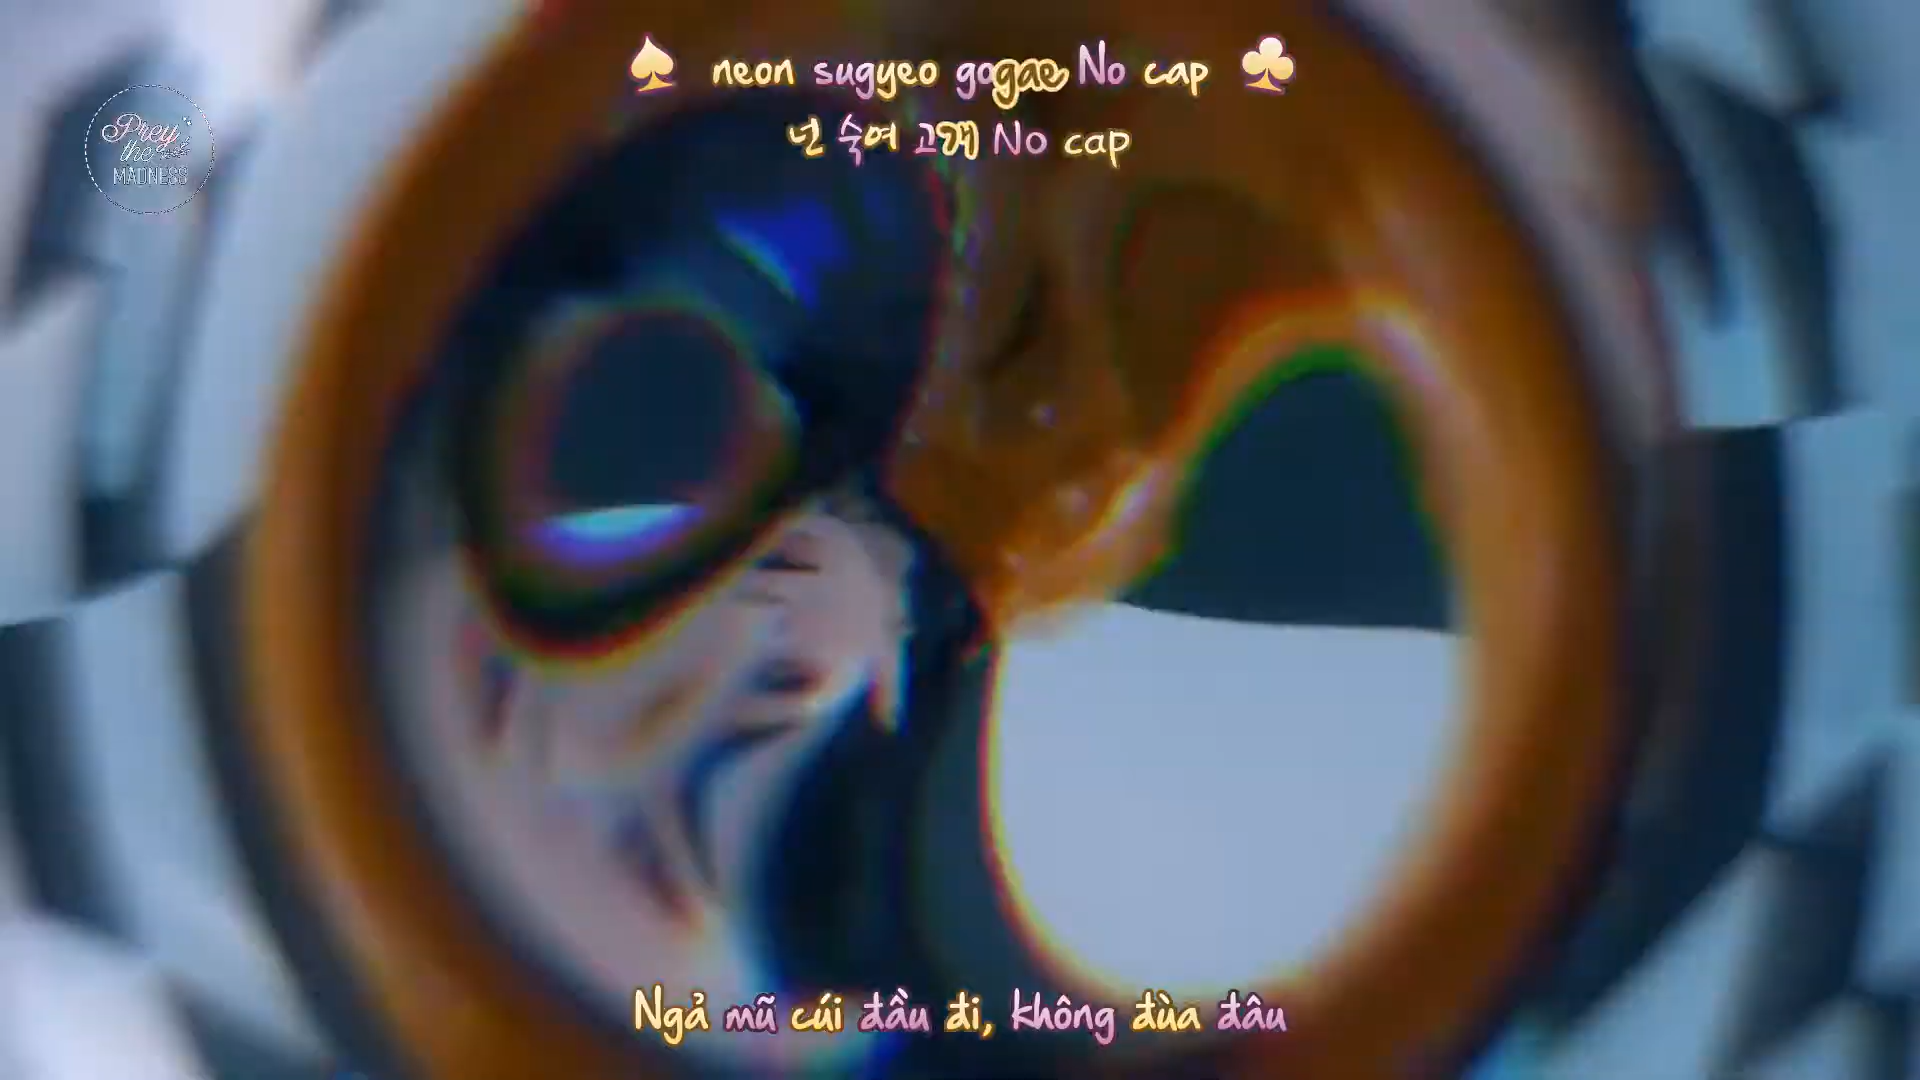 ♠ neon sugyeo gogae No cap ♣
넌 숙여 고개 No cap
Prey
the
MADNESS
Ngả mũ cúi đầu đi, không đùa đâu